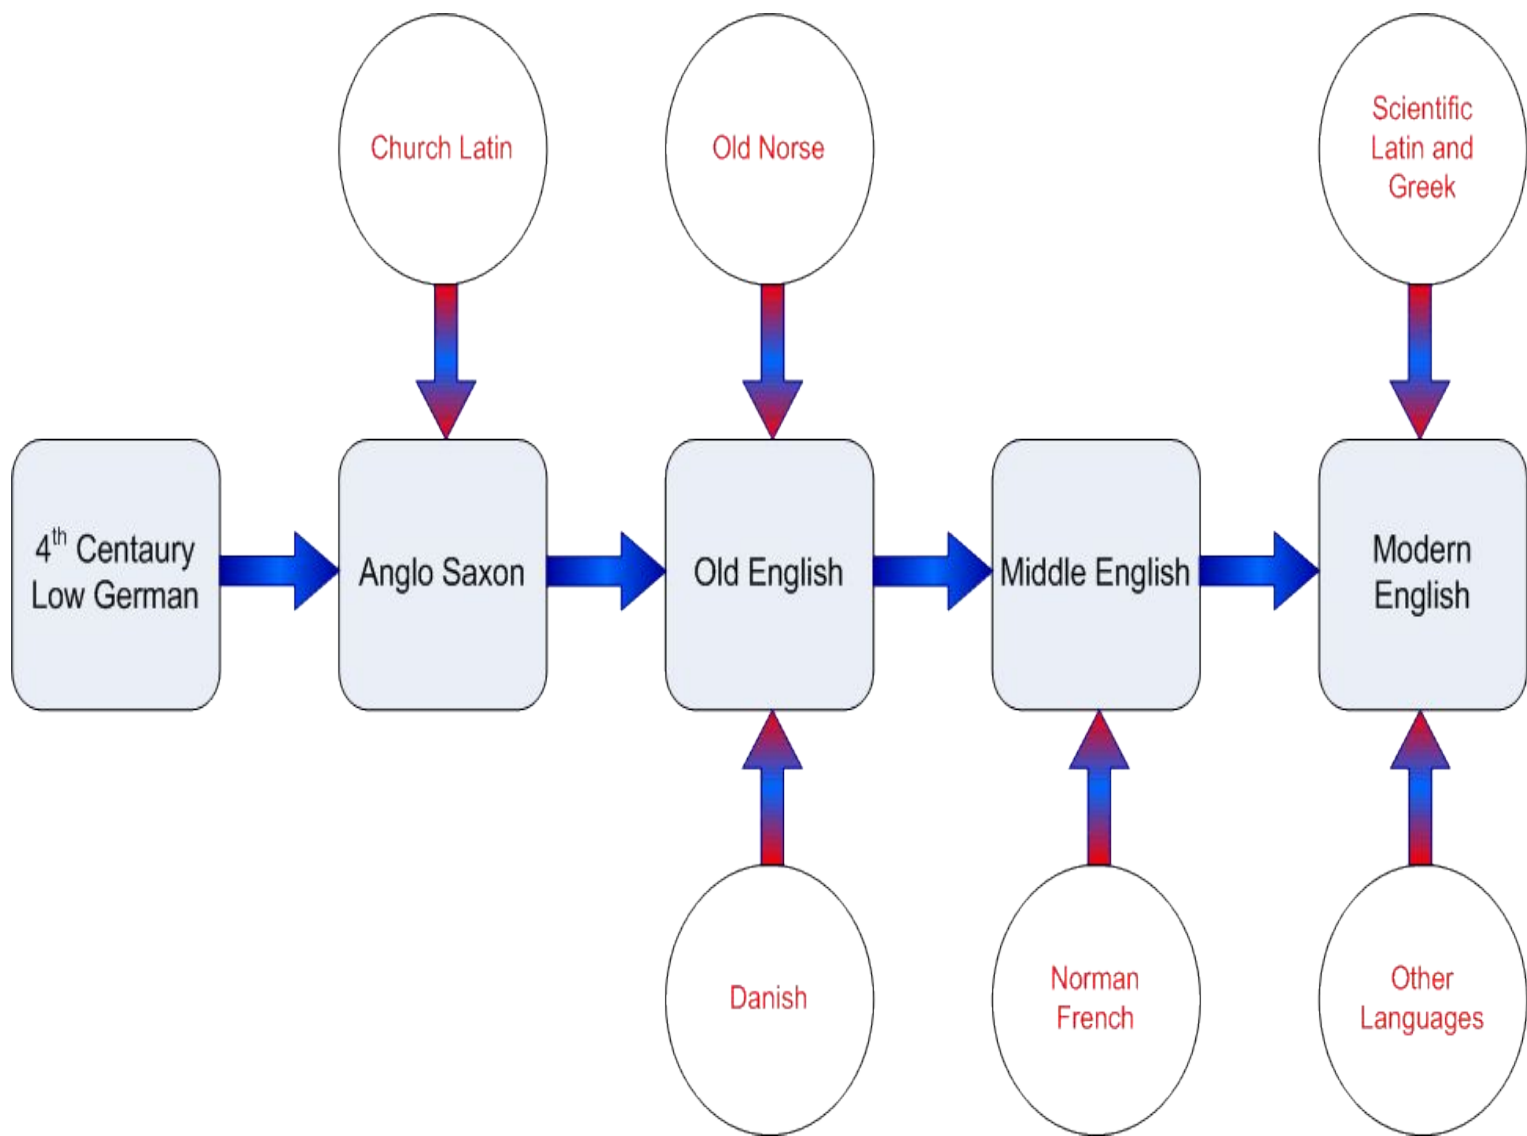 Church Latin
Old Norse
Scientific
Latin and
Greek
4th Centaury
Low German
Anglo Saxon
Old English
Middle English
Modern
English
Danish
Norman
French
Other
Languages